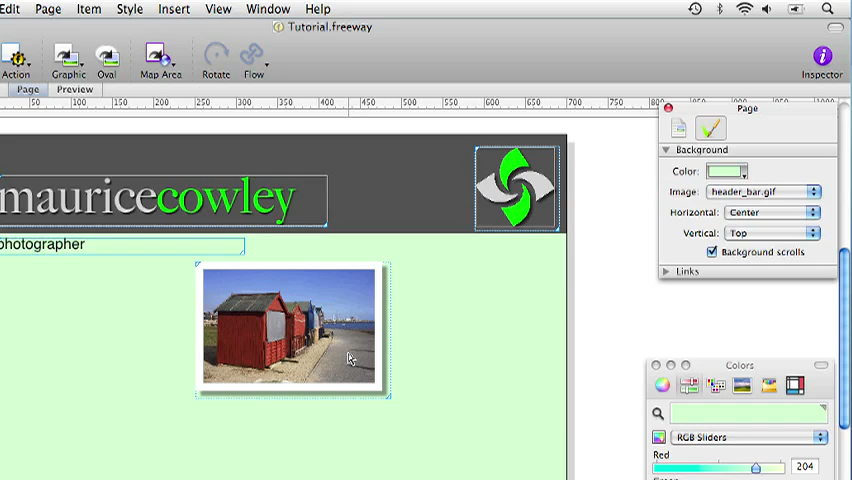 Edit Page Item Style Insert Window Help
Tutorial.freeway
Action Graphic Oval Map Area Rotate Flow Inspector
Page Preview
50 100 150 200 250 300 350 400 450 500 550 600 650 700 750
Page
Background
Color:
Image: header_bar.gif
Horizontal: Center
Vertical: Top
Background scrolls
Links
mauricecowley
photographer
Colors
RGB Sliders
Red
204